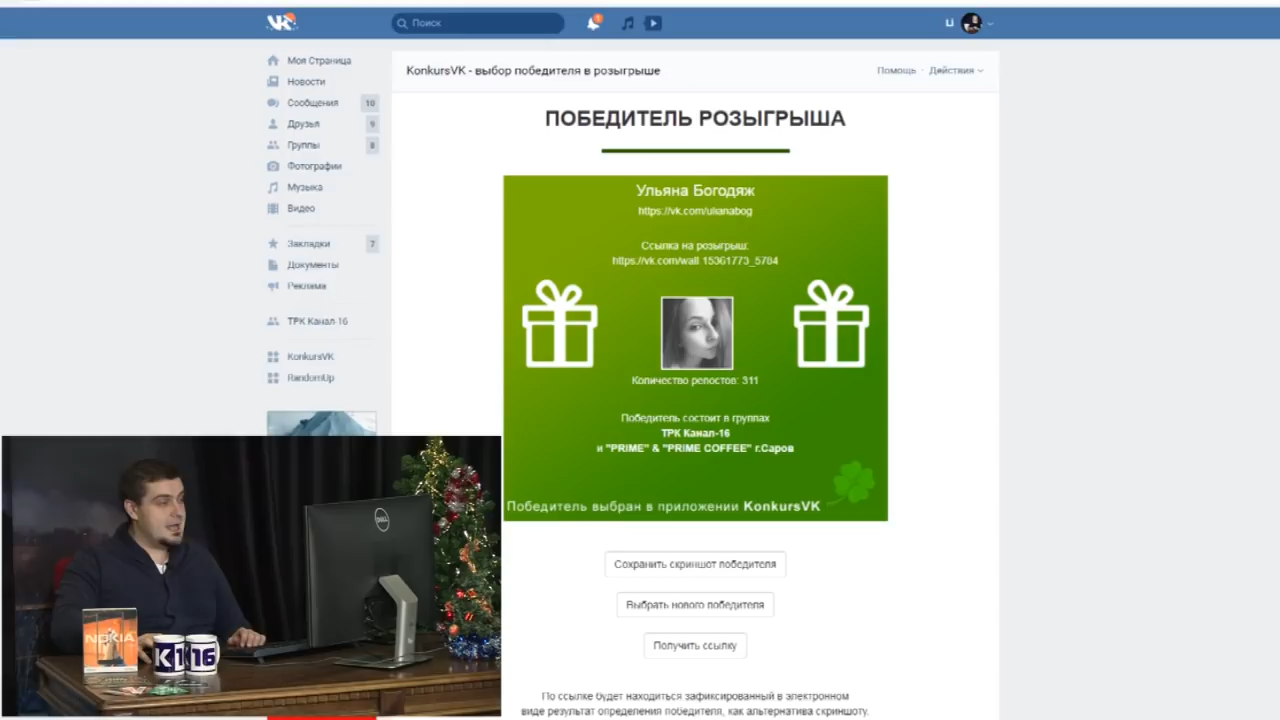 VK
Поиск
Моя Страница
Новости
Сообщения 10
Друзья 9
Группы 8
Фотографии
Музыка
Видео
Закладки 7
Документы
Реклама
ТРК Канал-16
KonkursVK
RandomUp
KonkursVK - выбор победителя в розыгрыше
Помощь · Действия
ПОБЕДИТЕЛЬ РОЗЫГРЫША
Ульяна Богодяж
https://vk.com/ulianabog
Ссылка на розыгрыш:
https://vk.com/wall-15361773_5784
Количество репостов: 311
Победитель состоит в группах
ТРК Канал-16
и "PRIME" & "PRIME COFFEE" г.Саров
Победитель выбран в приложении KonkursVK
Сохранить скриншот победителя
Выбрать нового победителя
Получить ссылку
По ссылке будет находиться зафиксированный в электронном
виде результат определения победителя, как альтернатива скриншоту.
DELL
NOKIA
К 16